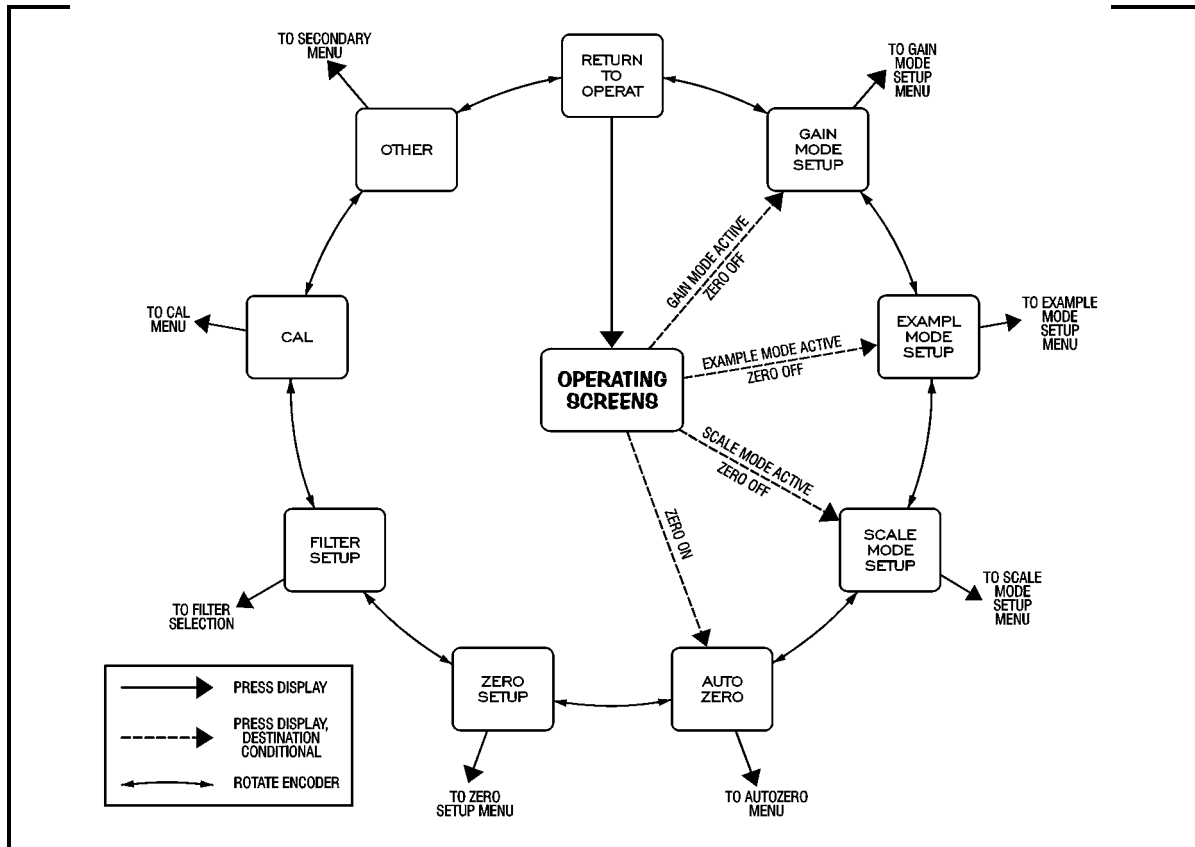 TO SECONDARY
MENU
RETURN
TO
OPERAT
TO GAIN
MODE
SETUP
MENU
OTHER
GAIN
MODE
SETUP
GAIN MODE ACTIIVE
ZERO OFF
TO CAL
MENU
CAL
EXAMPL
MODE
SETUP
TO EXAMPLE
MODE
SETUP
MENU
EXAMPLE MODE ACTIVE
ZERO OFF
OPERATING
SCREENS
SCALE MODE ACTIVE
ZERO OFF
ZERO ON
FILTER
SETUP
SCALE
MODE
SETUP
TO FILTER
SELECTION
TO SCALE
MODE
SETUP
MENU
ZERO
SETUP
AUTO
ZERO
PRESS DISPLAY
PRESS DISPLAY,
DESTINATION
CONDITIONAL
ROTATE ENCODER
TO ZERO
SETUP MENU
TO AUTOZERO
MENU